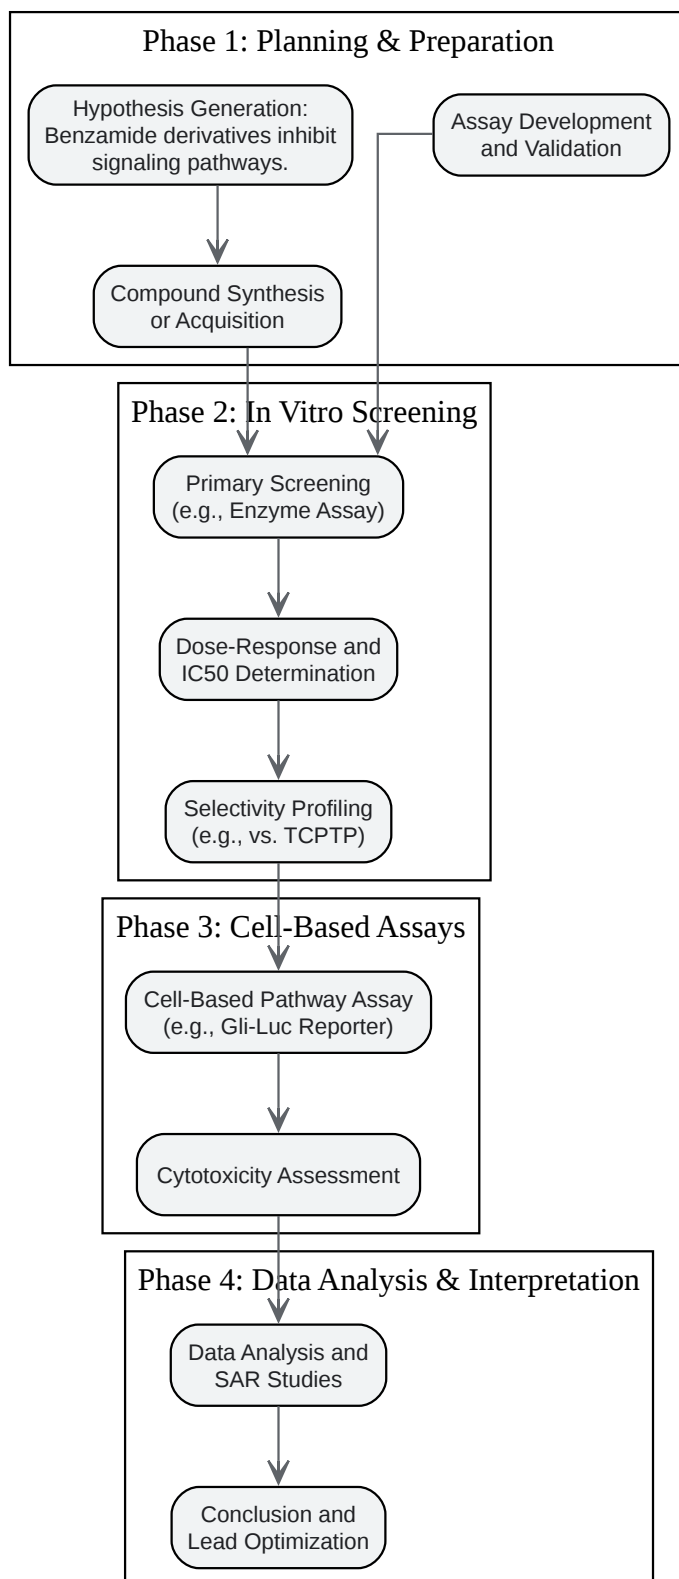 Phase 1: Planning & Preparation
Hypothesis Generation:
Benzamide derivatives inhibit
signaling pathways.
Assay Development
and Validation
Compound Synthesis
or Acquisition
Phase 2: In Vitro Screening
Primary Screening
(e.g., Enzyme Assay)
Dose-Response and
IC50 Determination
Selectivity Profiling
(e.g., vs. TCPTP)
Phase 3: Cell-Based Assays
Cell-Based Pathway Assay
(e.g., Gli-Luc Reporter)
Cytotoxicity Assessment
Phase 4: Data Analysis & Interpretation
Data Analysis and
SAR Studies
Conclusion and
Lead Optimization